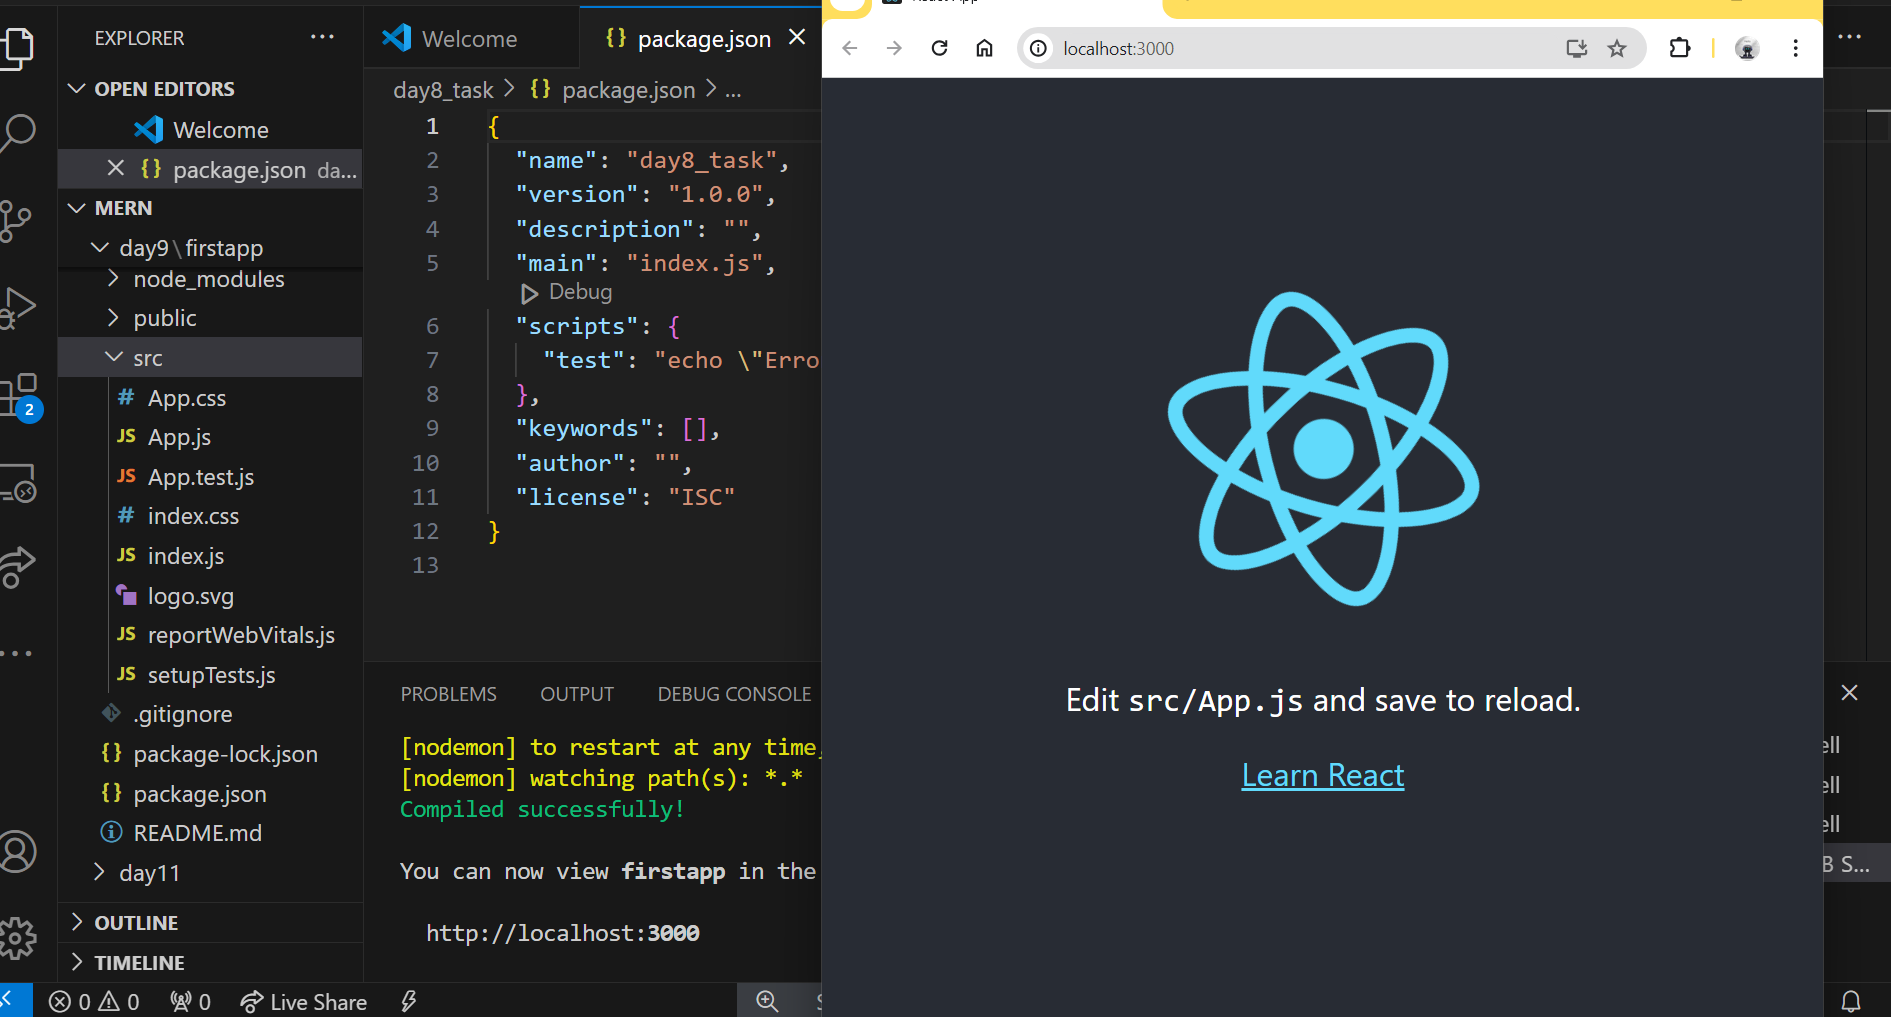 EXPLORER
OPEN EDITORS
Welcome
package.json da...
MERN
day9\firstapp
node_modules
public
src
App.css
App.js
App.test.js
index.css
index.js
logo.svg
reportWebVitals.js
setupTests.js
.gitignore
package-lock.json
package.json
README.md
day11
OUTLINE
TIMELINE
2
Welcome
package.json
day8_task > {} package.json > ...
1 {
2 "name": "day8_task",
3 "version": "1.0.0",
4 "description": "",
5 "main": "index.js",
Debug
6 "scripts": {
7 "test": "echo \"Erro
8 },
9 "keywords": [],
10 "author": "",
11 "license": "ISC"
12 }
13
PROBLEMS OUTPUT DEBUG CONSOLE
[nodemon] to restart at any time,
[nodemon] watching path(s): *.*
Compiled successfully!
You can now view firstapp in the
http://localhost:3000
localhost:3000
Edit src/App.js and save to reload.
Learn React
ell
ell
ell
B S...
0 0 0 Live Share